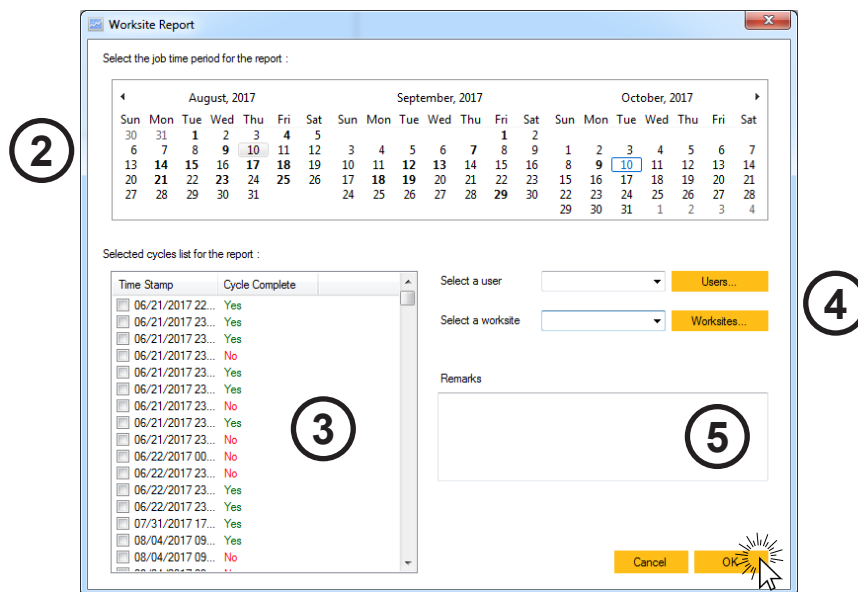 Worksite Report
Select the job time period for the report :
August, 2017 September, 2017 October, 2017
Sun Mon Tue Wed Thu Fri Sat Sun Mon Tue Wed Thu Fri Sat Sun Mon Tue Wed Thu Fri Sat
30 31 1 2 3 4 5 1 2
6 7 8 9 10 11 12 3 4 5 6 7 8 9 1 2 3 4 5 6 7
13 14 15 16 17 18 19 10 11 12 13 14 15 16 8 9 10 11 12 13 14
20 21 22 23 24 25 26 17 18 19 20 21 22 23 15 16 17 18 19 20 21
27 28 29 30 31 24 25 26 27 28 29 30 22 23 24 25 26 27 28
29 30 31 1 2 3 4
2
Selected cycles list for the report :
Time Stamp Cycle Complete
06/21/2017 22... Yes
06/21/2017 23... Yes
06/21/2017 23... Yes
06/21/2017 23... No
06/21/2017 23... Yes
06/21/2017 23... Yes
06/21/2017 23... No
06/21/2017 23... Yes
06/21/2017 23... No
06/22/2017 00... No
06/22/2017 23... No
06/22/2017 23... Yes
06/22/2017 23... Yes
07/31/2017 17... Yes
08/04/2017 09... Yes
08/04/2017 09... No
3
Select a user Users...
Select a worksite Worksites...
4
Remarks
5
Cancel OK